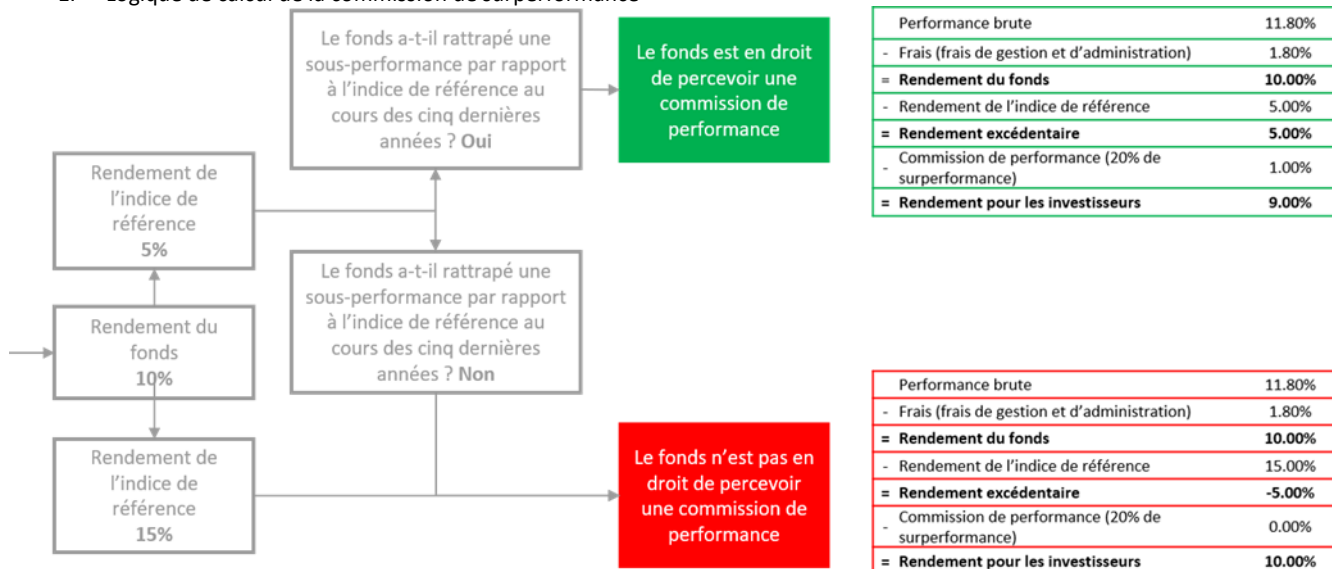 Logique de calcul de la commission de surperformance
Le fonds a-t-il rattrapé une
sous-performance par rapport
à l'indice de référence au
cours des cinq dernières
années ? Oui
Le fonds est en droit
de percevoir une
commission de
performance
Rendement de
l'indice de
référence
5%
Le fonds a-t-il rattrapé une
sous-performance par rapport
à l'indice de référence au
cours des cinq dernières
années ? Non
Rendement du
fonds
10%
Rendement de
l'indice de
référence
15%
Le fonds n'est pas en
droit de percevoir
une commission de
performance
Performance brute 11.80%
- Frais (frais de gestion et d'administration) 1.80%
= Rendement du fonds 10.00%
- Rendement de l'indice de référence 5.00%
= Rendement excédentaire 5.00%
- Commission de performance (20% de
surperformance) 1.00%
= Rendement pour les investisseurs 9.00%
Performance brute 11.80%
- Frais (frais de gestion et d'administration) 1.80%
= Rendement du fonds 10.00%
- Rendement de l'indice de référence 15.00%
= Rendement excédentaire -5.00%
- Commission de performance (20% de
surperformance) 0.00%
= Rendement pour les investisseurs 10.00%